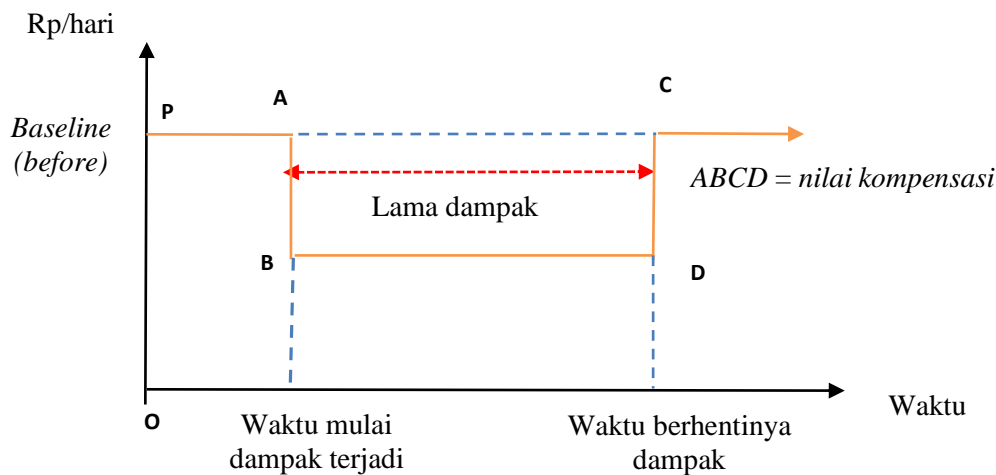 Rp/hari
P
A
C
Baseline
(before)
ABCD = nilai kompensasi
Lama dampak
B
D
O
Waktu
Waktu mulai
dampak terjadi
Waktu berhentinya
dampak